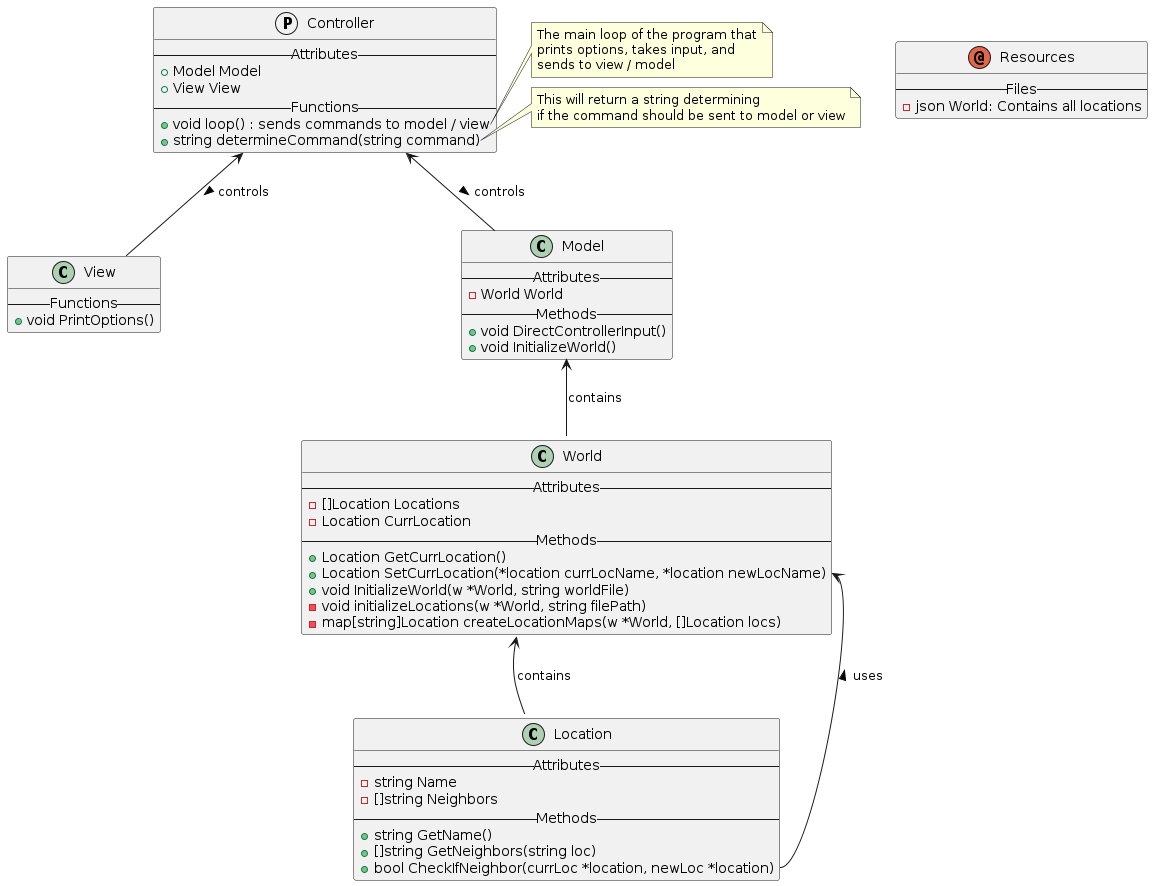 P Controller
Attributes
Model Model
View View
Functions
void loop() : sends commands to model / view
string determineCommand(string command)
The main loop of the program that
prints options, takes input, and
sends to view / model
This will return a string determining
if the command should be sent to model or view
@ Resources
Files
json World: Contains all locations
controls
controls
C View
Functions
void PrintOptions()
C Model
Attributes
World World
Methods
void DirectControllerInput()
void InitializeWorld()
contains
C World
Attributes
[]Location Locations
Location CurrLocation
Methods
Location GetCurrLocation()
Location SetCurrLocation(*location currLocName, *location newLocName)
void InitializeWorld(w *World, string worldFile)
void initializeLocations(w *World, string filePath)
map[string]Location createLocationMaps(w *World, []Location locs)
contains
uses
C Location
Attributes
string Name
[]string Neighbors
Methods
string GetName()
[]string GetNeighbors(string loc)
bool CheckIfNeighbor(currLoc *location, newLoc *location)